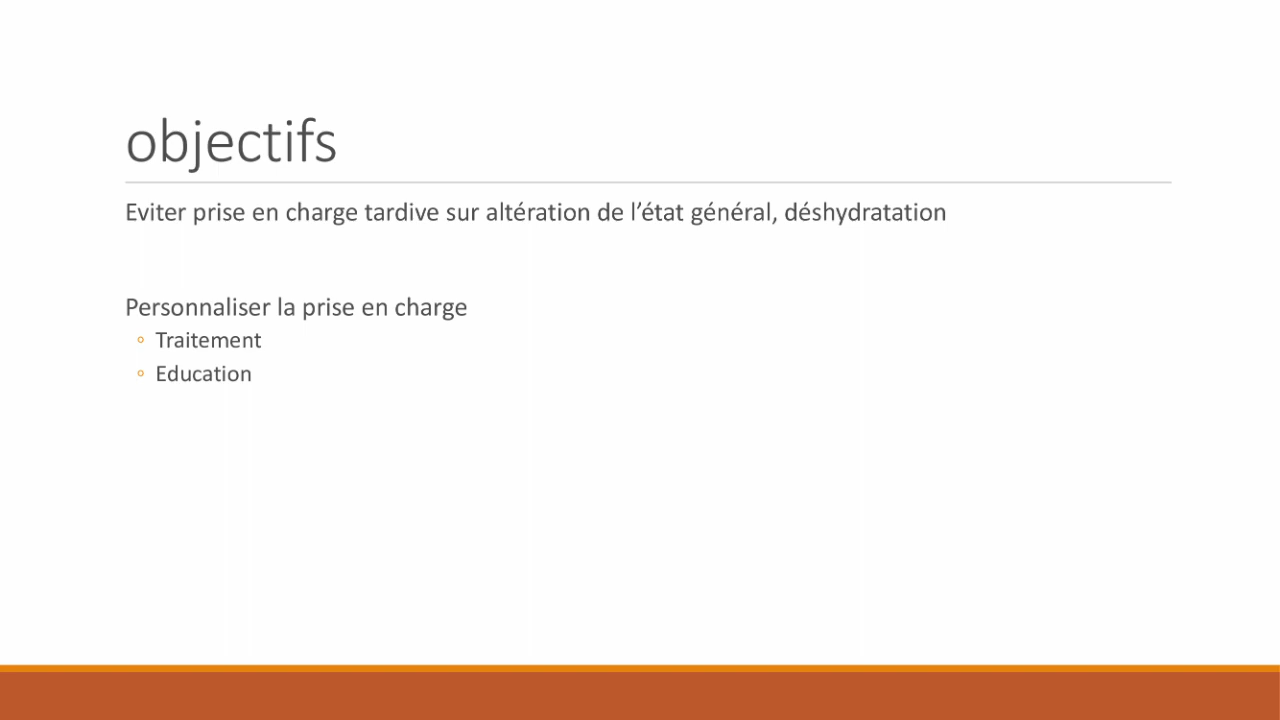 objectifs
Eviter prise en charge tardive sur altération de l’état général, déshydratation
Personnaliser la prise en charge
◦ Traitement
◦ Education